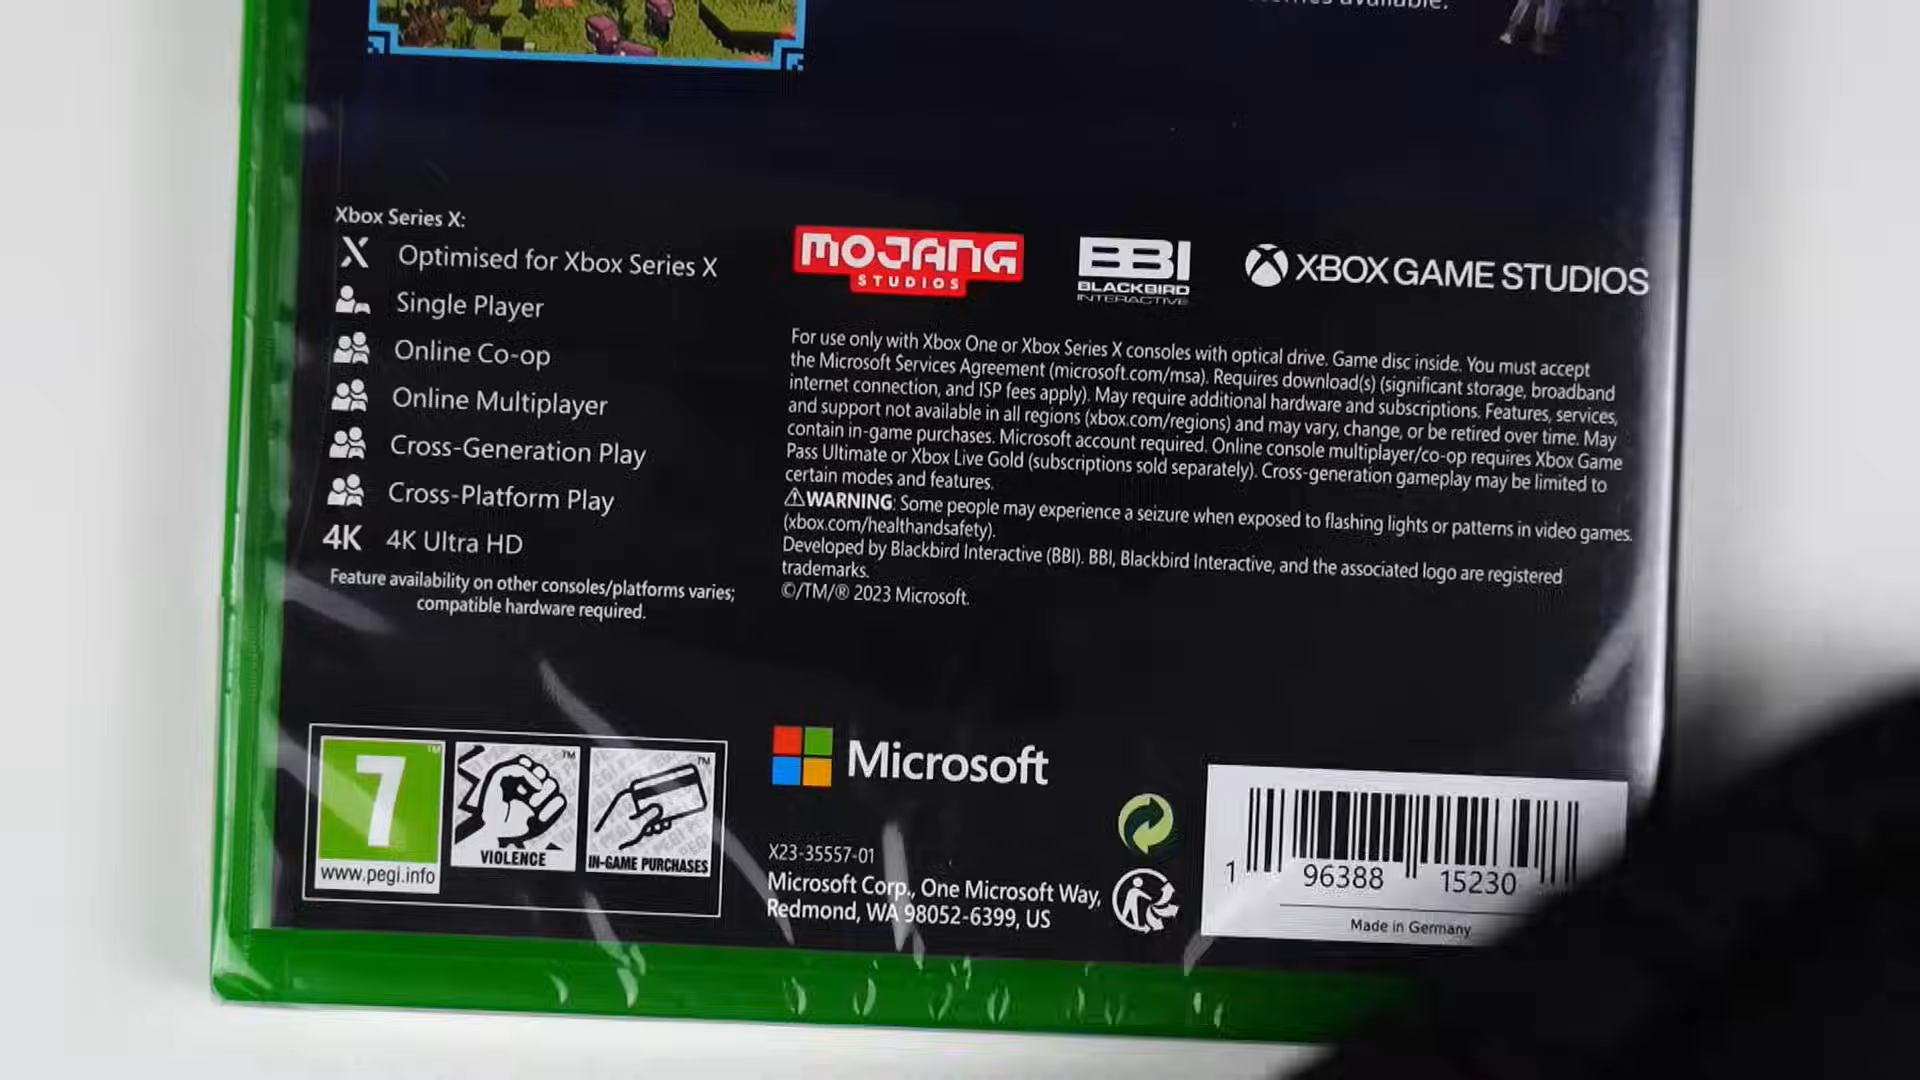 available.
Xbox Series X:
X Optimised for Xbox Series X
Single Player
Online Co-op
Online Multiplayer
Cross-Generation Play
Cross-Platform Play
4K 4K Ultra HD
Feature availability on other consoles/platforms varies;
compatible hardware required.
MOJANG
STUDIOS
BBI
BLACKBIRD
INTERACTIVE
XBOX GAME STUDIOS
For use only with Xbox One or Xbox Series X consoles with optical drive. Game disc inside. You must accept
the Microsoft Services Agreement (microsoft.com/msa). Requires download(s) (significant storage, broadband
internet connection, and ISP fees apply). May require additional hardware and subscriptions. Features, services,
and support not available in all regions (xbox.com/regions) and may vary, change, or be retired over time. May
contain in-game purchases. Microsoft account required. Online console multiplayer/co-op requires Xbox Game
Pass Ultimate or Xbox Live Gold (subscriptions sold separately). Cross-generation gameplay may be limited to
certain modes and features.
⚠WARNING: Some people may experience a seizure when exposed to flashing lights or patterns in video games.
(xbox.com/healthandsafety).
Developed by Blackbird Interactive (BBI). BBI, Blackbird Interactive, and the associated logo are registered
trademarks.
©/TM/® 2023 Microsoft.
7™
www.pegi.info
™
VIOLENCE
™
IN-GAME PURCHASES
Microsoft
X23-35557-01
Microsoft Corp., One Microsoft Way,
Redmond, WA 98052-6399, US
1 96388 15230
Made in Germany